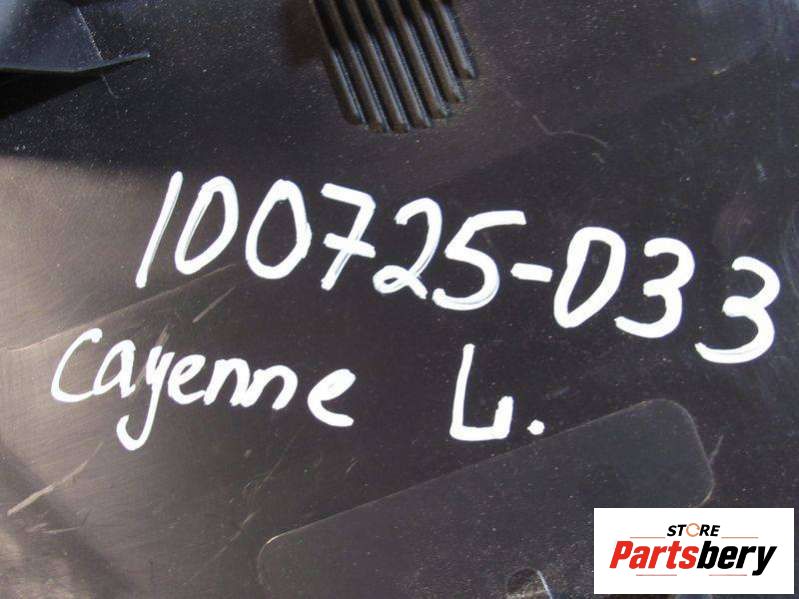 100725-033
Cayenne L.
STORE
Partsbery